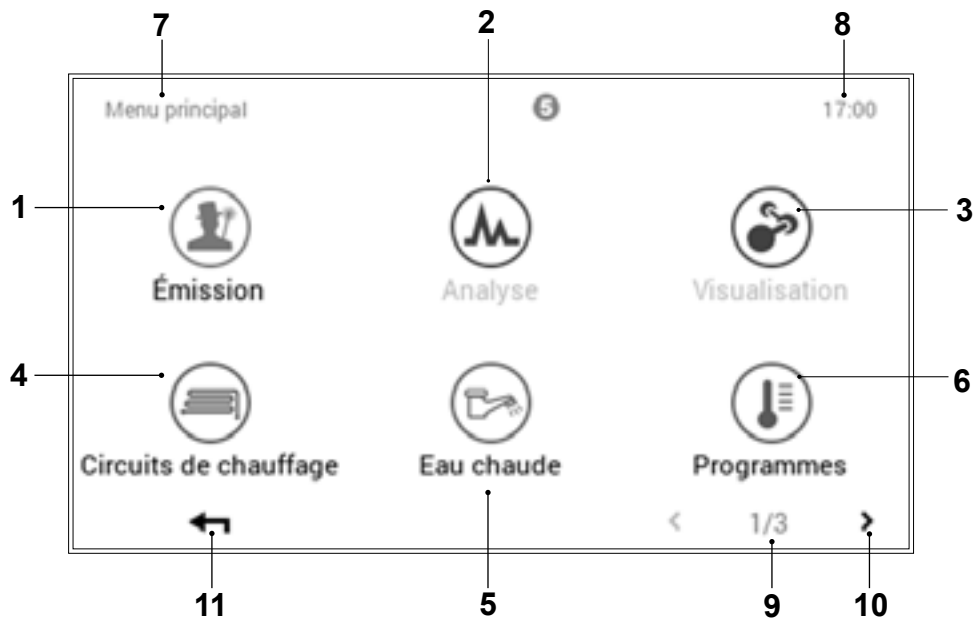 7 2 8
Menu principal 5 17:00
1 3
Émission Analyse Visualisation
4 6
Circuits de chauffage Eau chaude Programmes
< 1/3 >
11 5 9 10